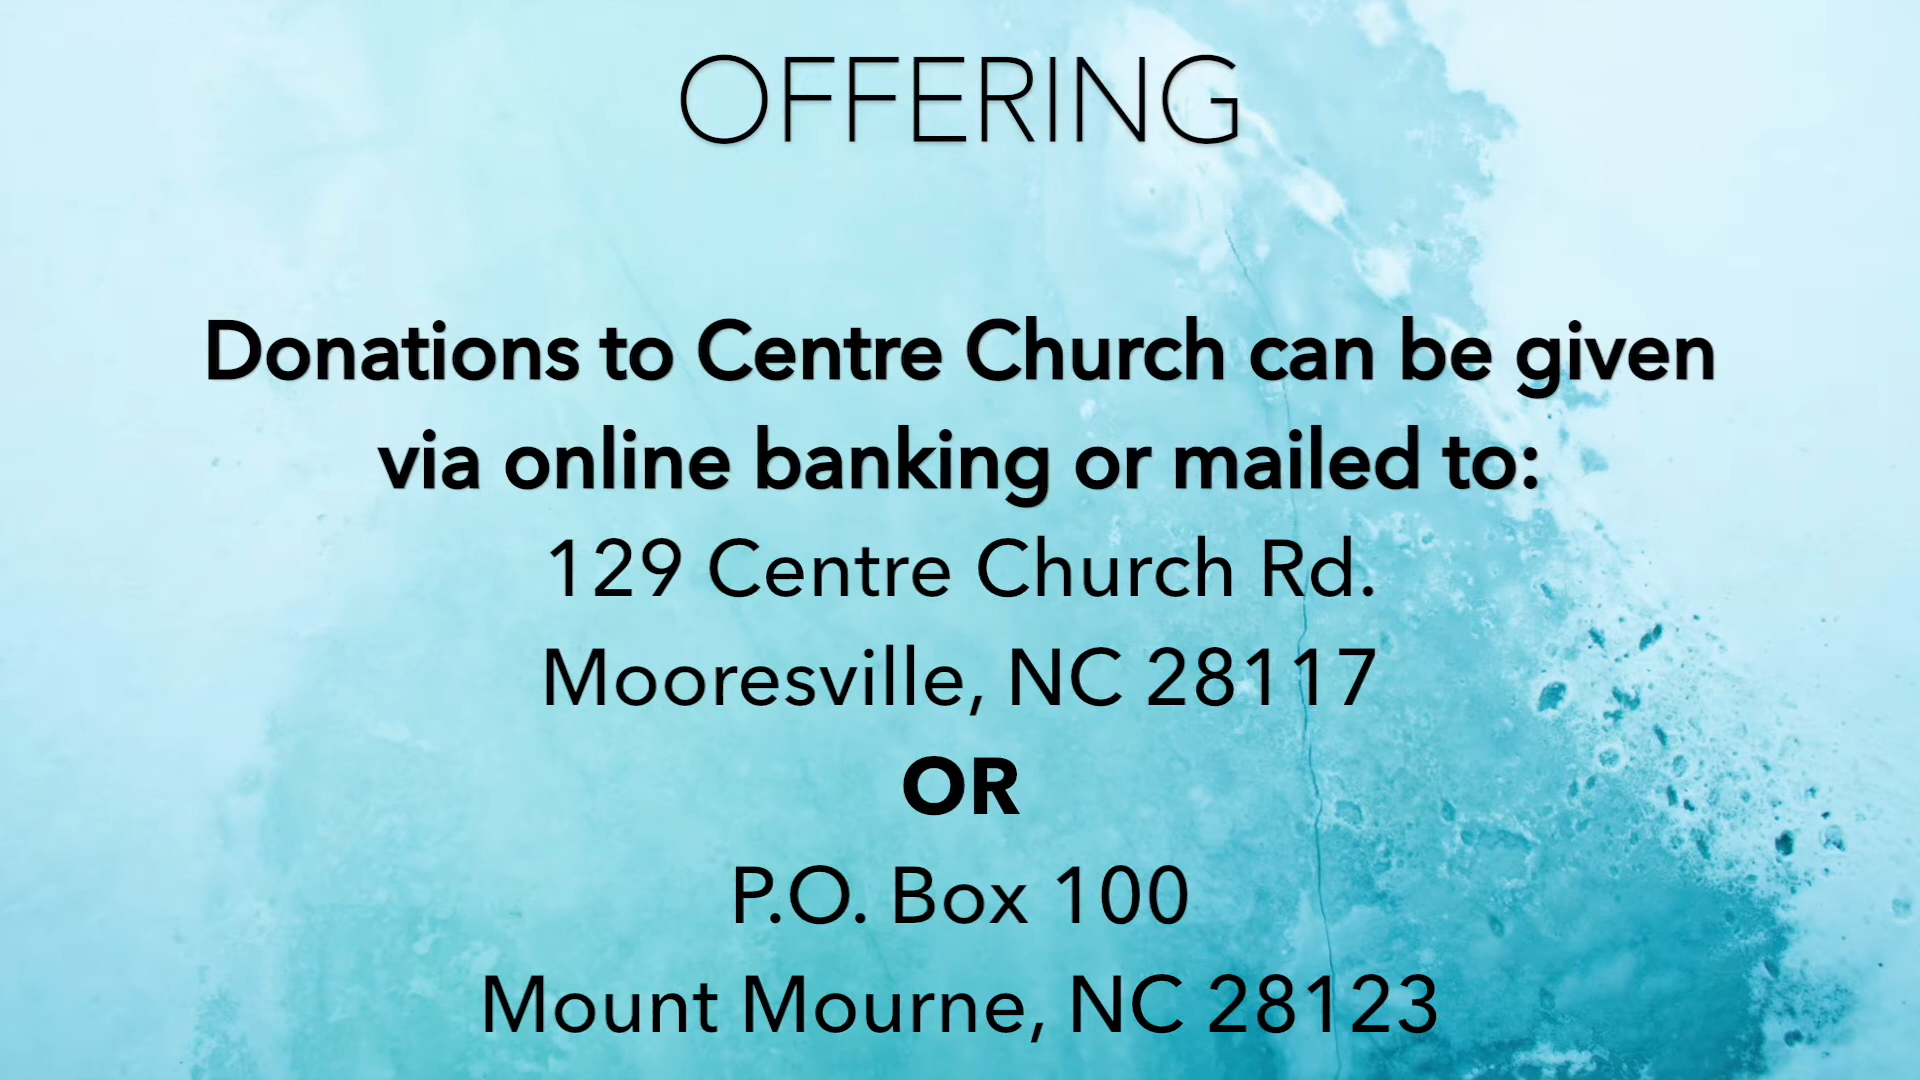 OFFERING
Donations to Centre Church can be given
via online banking or mailed to:
129 Centre Church Rd.
Mooresville, NC 28117
OR
P.O. Box 100
Mount Mourne, NC 28123